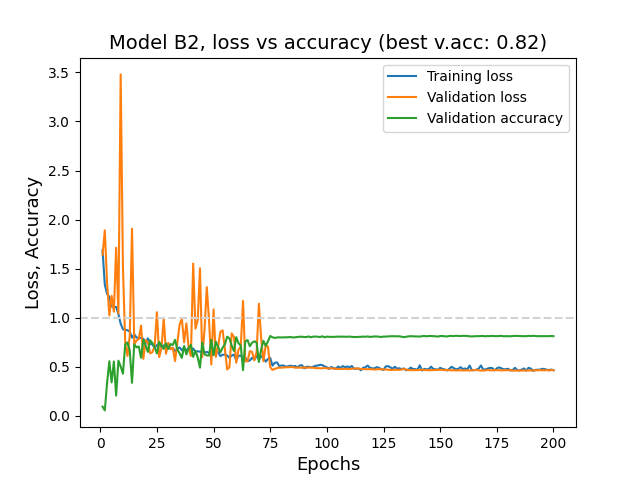 Model B2, loss vs accuracy (best v.acc: 0.82)
Training loss
Validation loss
Validation accuracy
Loss, Accuracy
3.5
3.0
2.5
2.0
1.5
1.0
0.5
0.0
0 25 50 75 100 125 150 175 200
Epochs